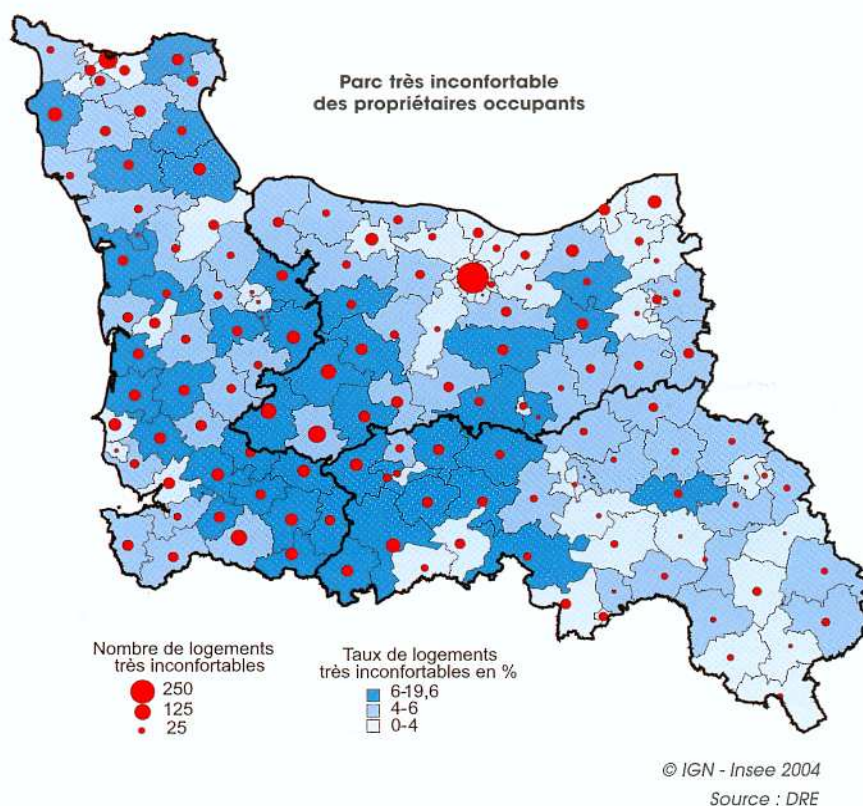 Parc très inconfortable
des propriétaires occupants
Nombre de logements
très inconfortables
250
125
25
Taux de logements
très inconfortables en %
6-19,6
4-6
0-4
© IGN - Insee 2004
Source : DRE